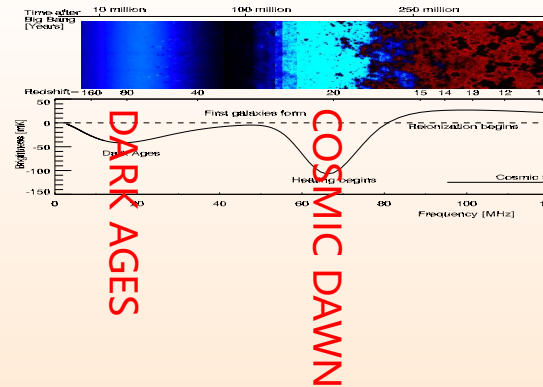 Time after
Big Bang
[Years]
10 million 100 million 250 million
Redshift 160 80 40 20 15 14 13 12
50
0
-50
-100
-150
Brightness [mK]
First galaxies form
Reionization begins
Dark Ages
Heating begins
Cosmic
0 20 40 60 80 100
Frequency [MHz]
DARK AGES
COSMIC DAWN